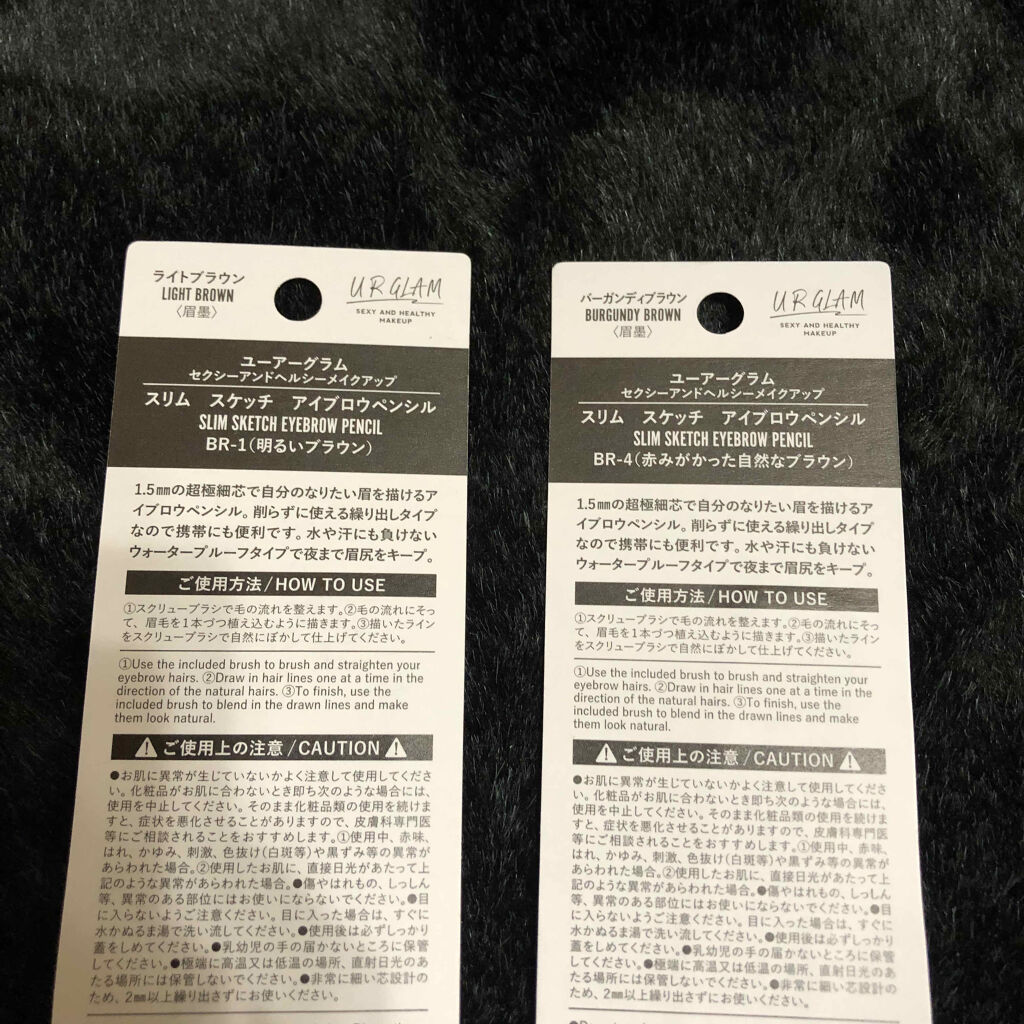 ライトブラウン
LIGHT BROWN
〈眉墨〉
UR GLAM
SEXY AND HEALTHY
MAKEUP
ユーアーグラム
セクシーアンドヘルシーメイクアップ
スリム スケッチ アイブロウペンシル
SLIM SKETCH EYEBROW PENCIL
BR-1(明るいブラウン)
1.5㎜の超極細芯で自分のなりたい眉を描けるア
イブロウペンシル。削らずに使える繰り出しタイプ
なので携帯にも便利です。水や汗にも負けない
ウォータープルーフタイプで夜まで眉尻をキープ。
ご使用方法/HOW TO USE
①スクリューブラシで毛の流れを整えます。②毛の流れにそっ
て、眉毛を1本づつ植え込むように描きます。③描いたライン
をスクリューブラシで自然にぼかして仕上げてください。
①Use the included brush to brush and straighten your
eyebrow hairs. ②Draw in hair lines one at a time in the
direction of the natural hairs. ③To finish, use the
included brush to blend in the drawn lines and make
them look natural.
⚠ご使用上の注意/CAUTION⚠
●お肌に異常が生じていないかよく注意して使用してくださ
い。化粧品がお肌に合わないとき即ち次のような場合には、
使用を中止してください。そのまま化粧品類の使用を続けま
すと、症状を悪化させることがありますので、皮膚科専門医
等にご相談されることをおすすめします。①使用中、赤味、
はれ、かゆみ、刺激、色抜け(白斑等)や黒ずみ等の異常が
あらわれた場合。②使用したお肌に、直接日光があたって上
記のような異常があらわれた場合。●傷やはれもの、しっしん
等、異常のある部位にはお使いにならないでください。●目
に入らないようご注意ください。目に入った場合は、すぐに
水かぬるま湯で洗い流してください。●使用後は必ずしっかり
蓋をしめてください。●乳幼児の手の届かないところに保管
してください。●極端に高温又は低温の場所、直射日光のあ
たる場所には保管しないでください。●非常に細い芯設計の
ため、2㎜以上繰り出さずにお使いください。
バーガンディブラウン
BURGUNDY BROWN
〈眉墨〉
UR GLAM
SEXY AND HEALTHY
MAKEUP
ユーアーグラム
セクシーアンドヘルシーメイクアップ
スリム スケッチ アイブロウペンシル
SLIM SKETCH EYEBROW PENCIL
BR-4(赤みがかった自然なブラウン)
1.5㎜の超極細芯で自分のなりたい眉を描けるア
イブロウペンシル。削らずに使える繰り出しタイプ
なので携帯にも便利です。水や汗にも負けない
ウォータープルーフタイプで夜まで眉尻をキープ。
ご使用方法/HOW TO USE
①スクリューブラシで毛の流れを整えます。②毛の流れにそっ
て、眉毛を1本づつ植え込むように描きます。③描いたライン
をスクリューブラシで自然にぼかして仕上げてください。
①Use the included brush to brush and straighten your
eyebrow hairs. ②Draw in hair lines one at a time in the
direction of the natural hairs. ③To finish, use the
included brush to blend in the drawn lines and make
them look natural.
⚠ご使用上の注意/CAUTION⚠
●お肌に異常が生じていないかよく注意して使用してくださ
い。化粧品がお肌に合わないとき即ち次のような場合には、
使用を中止してください。そのまま化粧品類の使用を続けま
すと、症状を悪化させることがありますので、皮膚科専門医
等にご相談されることをおすすめします。①使用中、赤味、
はれ、かゆみ、刺激、色抜け(白斑等)や黒ずみ等の異常が
あらわれた場合。②使用したお肌に、直接日光があたって上
記のような異常があらわれた場合。●傷やはれもの、しっしん
等、異常のある部位にはお使いにならないでください。●目
に入らないようご注意ください。目に入った場合は、すぐに
水かぬるま湯で洗い流してください。●使用後は必ずしっかり
蓋をしめてください。●乳幼児の手の届かないところに保管
してください。●極端に高温又は低温の場所、直射日光のあ
たる場所には保管しないでください。●非常に細い芯設計の
ため、2㎜以上繰り出さずにお使いください。